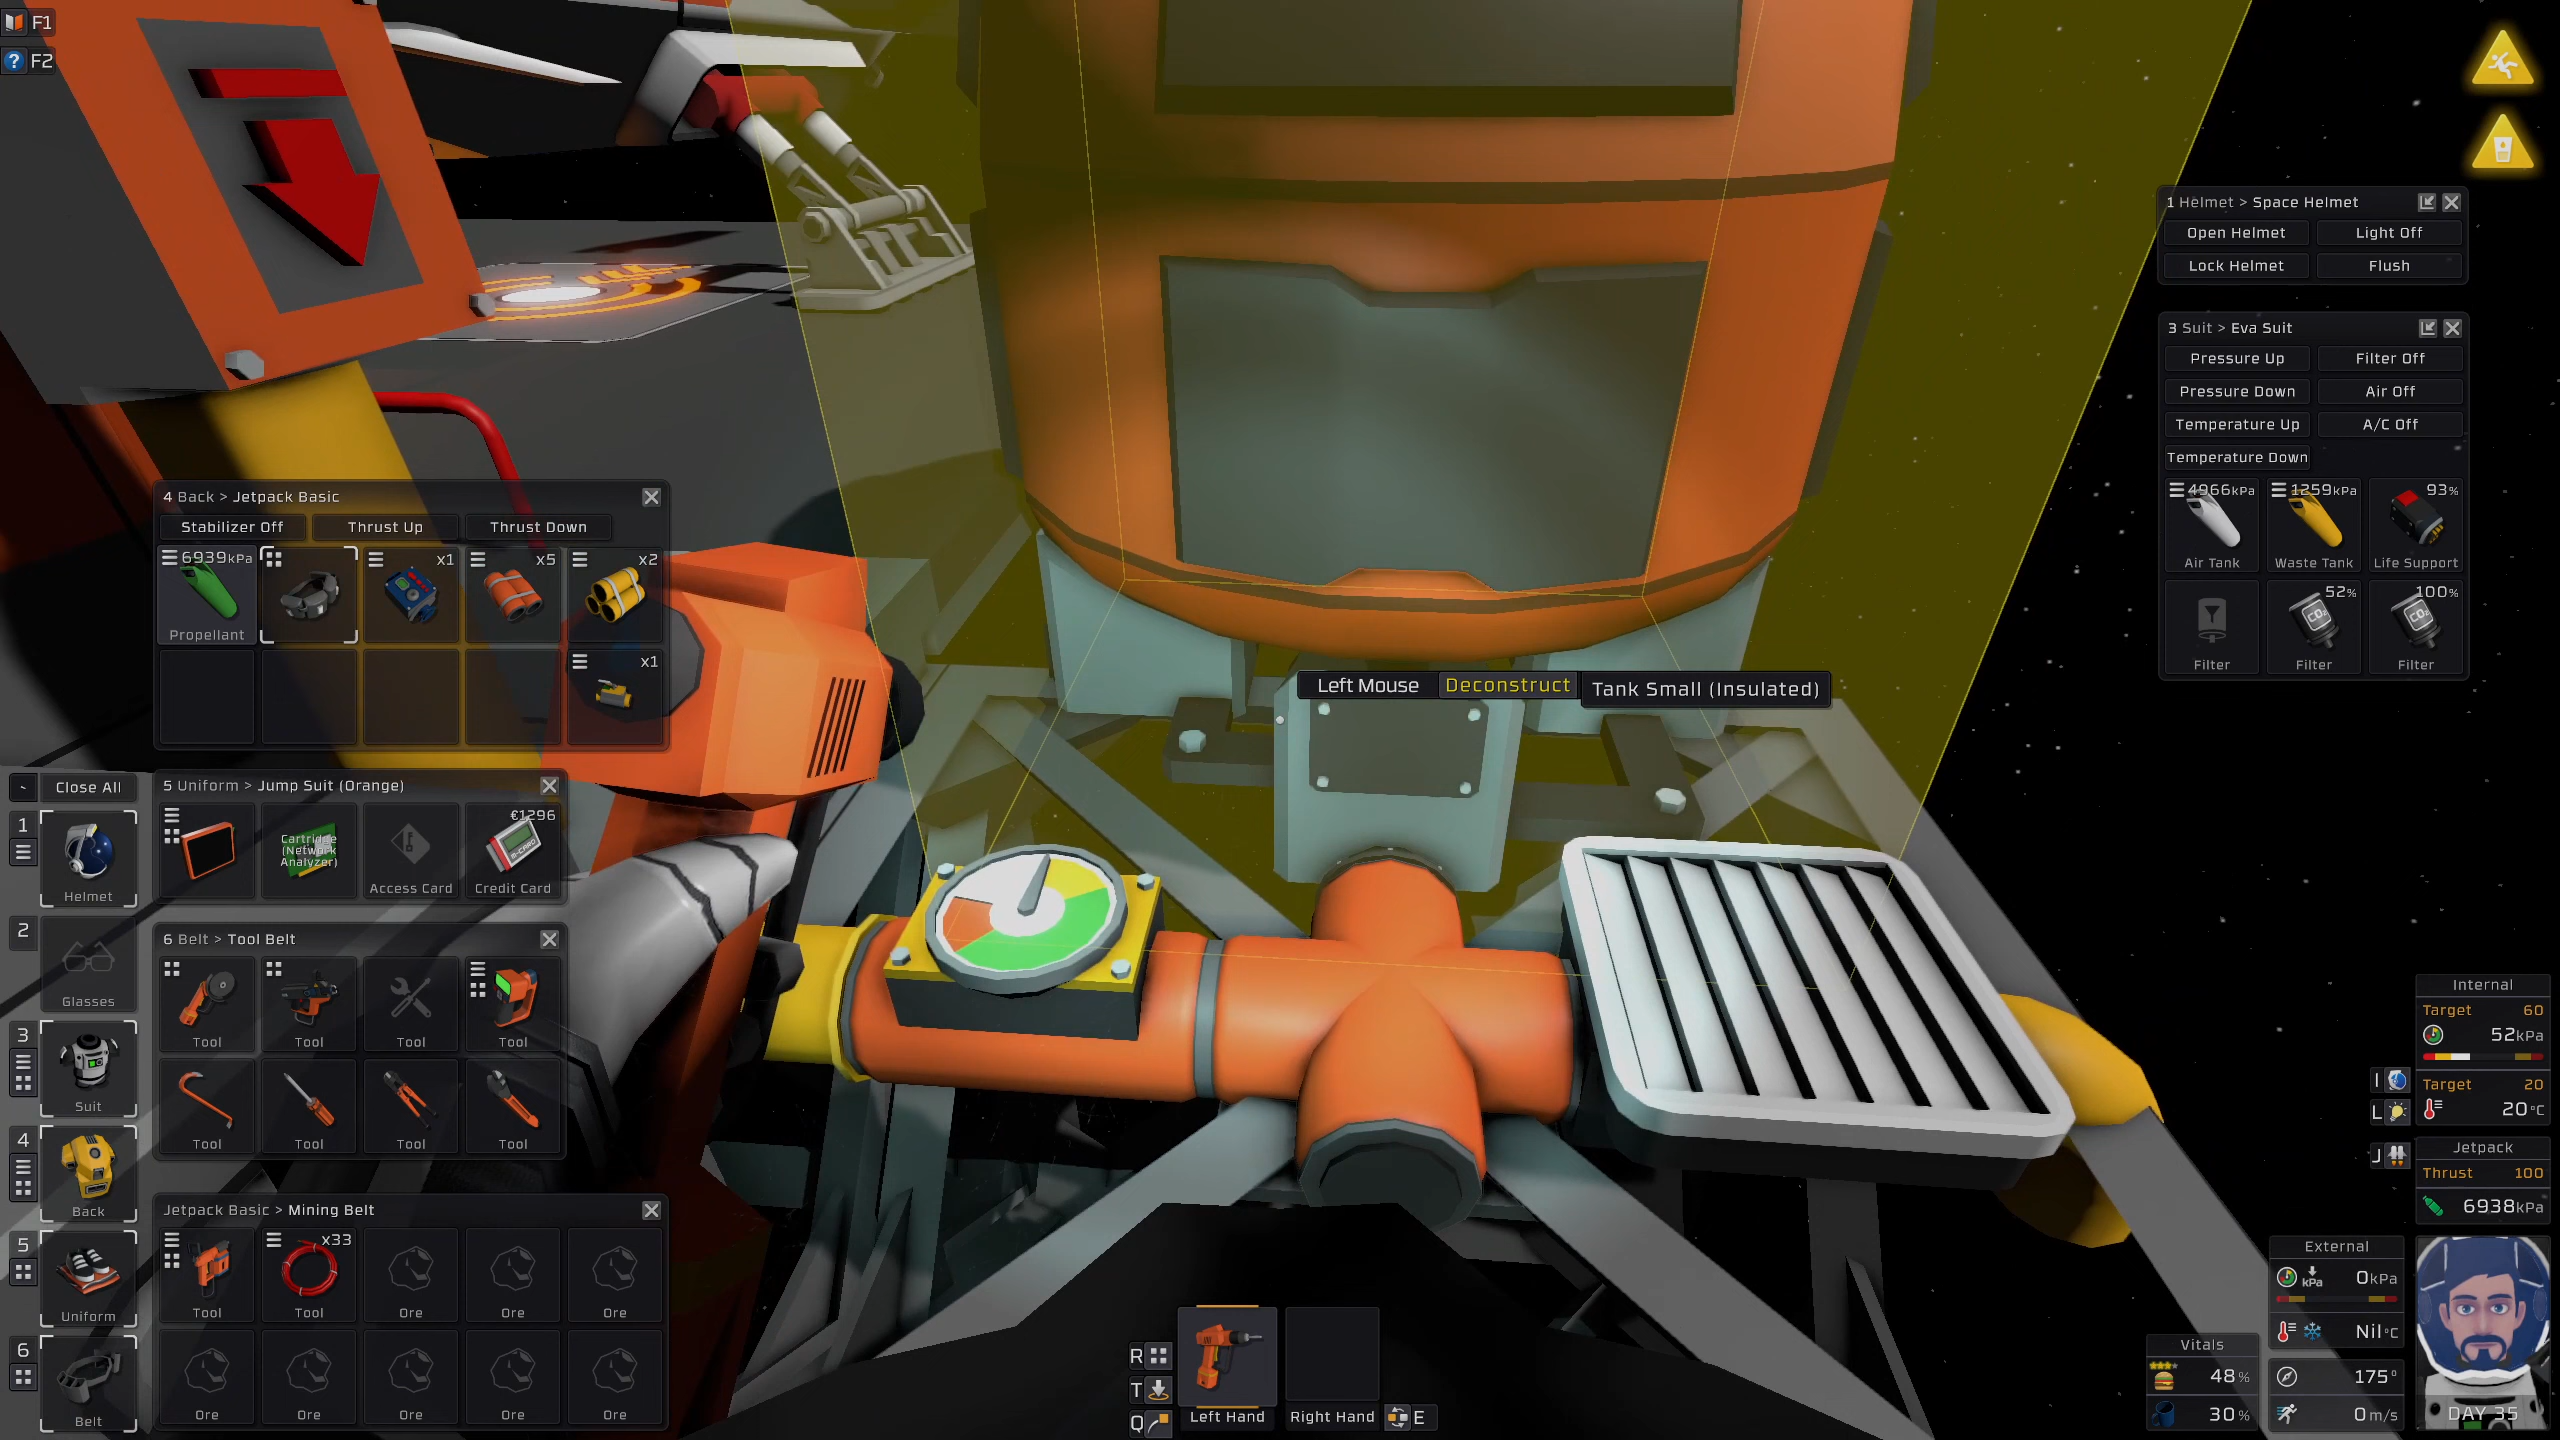 F1
F2
1 Helmet > Space Helmet
Open Helmet
Light Off
Lock Helmet
Flush
3 Suit > Eva Suit
Pressure Up
Filter Off
Pressure Down
Air Off
Temperature Up
A/C Off
Temperature Down
4966kPa
1259kPa
93%
Air Tank
Waste Tank
Life Support
52%
100%
CO₂
CO₂
Filter
Filter
Filter
4 Back > Jetpack Basic
Stabilizer Off
Thrust Up
Thrust Down
6939kPa
x1
x5
x2
Propellant
x1
Left Mouse
Deconstruct
Tank Small (Insulated)
~
Close All
5 Uniform > Jump Suit (Orange)
€1296
Cartridge
(Network
Analyzer)
Access Card
Credit Card
1
Helmet
2
Glasses
3
Suit
4
Back
5
Uniform
6
Belt
6 Belt > Tool Belt
Tool
Tool
Tool
Tool
Tool
Tool
Tool
Tool
Jetpack Basic > Mining Belt
x33
Tool
Tool
Ore
Ore
Ore
Ore
Ore
Ore
Ore
Ore
R
T
Q
Left Hand
Right Hand
E
Internal
Target 60
52kPa
Target 20
20°C
I
L
J
Jetpack
Thrust 100
6938kPa
External
kPa
0kPa
Nil°C
175°
0m/s
Vitals
48%
30%
DAY 35